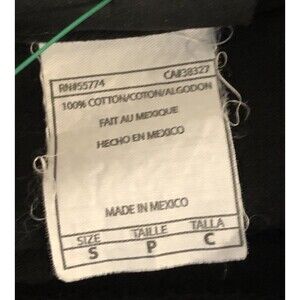 RN#55774 CA#38327
100% COTTON/COTON/ALGODON
FAIT AU MEXIQUE
HECHO EN MEXICO
MADE IN MEXICO
SIZE TAILLE TALLA
S P C